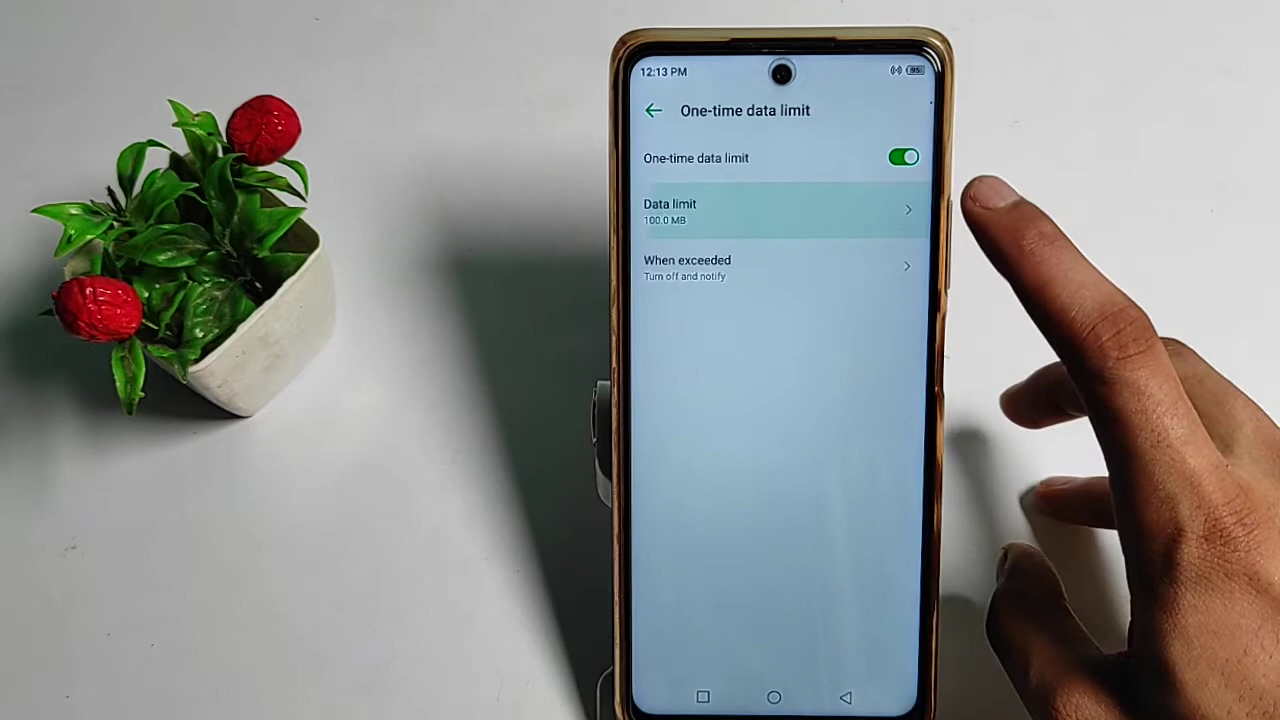 12:13 PM
95
One-time data limit
One-time data limit
Data limit
100.0 MB
When exceeded
Turn off and notify